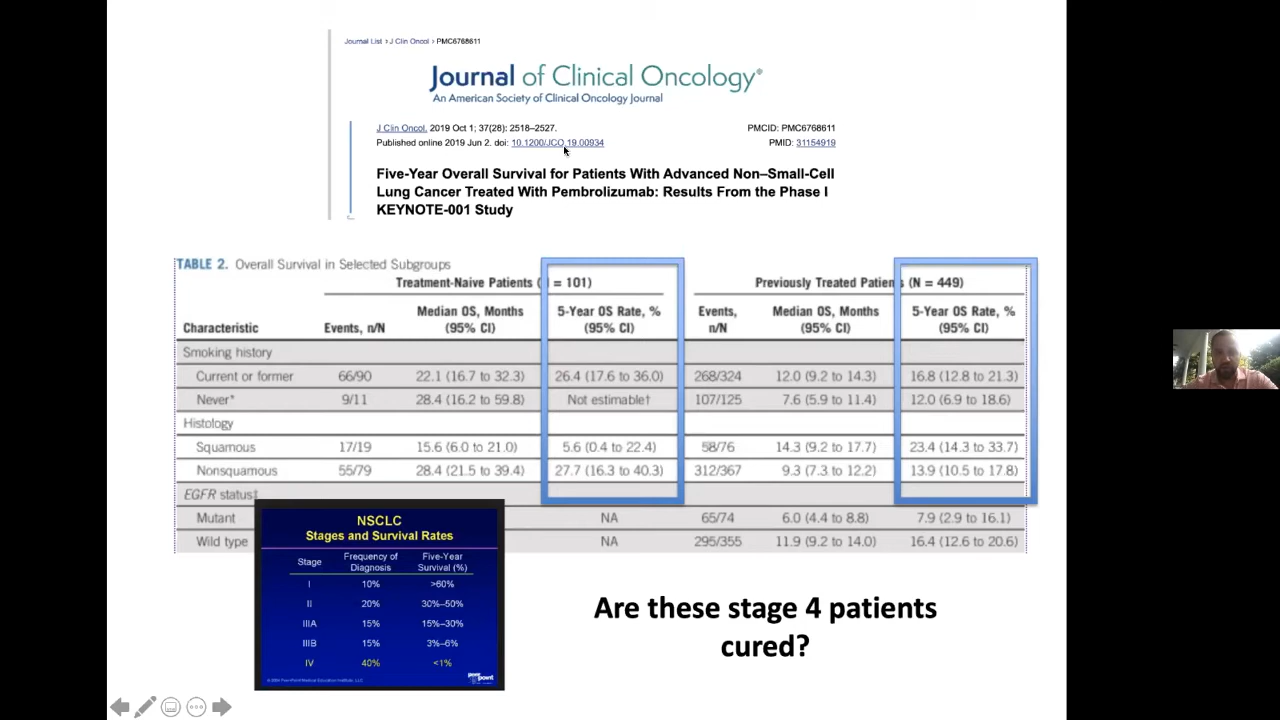 Journal List > J Clin Oncol > PMC6768611
Journal of Clinical Oncology®
An American Society of Clinical Oncology Journal
J Clin Oncol. 2019 Oct 1; 37(28): 2518–2527. PMCID: PMC6768611
Published online 2019 Jun 2. doi: 10.1200/JCO.19.00934 PMID: 31154919
Five-Year Overall Survival for Patients With Advanced Non–Small-Cell
Lung Cancer Treated With Pembrolizumab: Results From the Phase I
KEYNOTE-001 Study
TABLE 2. Overall Survival in Selected Subgroups
Treatment-Naive Patients ( = 101) Previously Treated Patients (N = 449)
Median OS, Months 5-Year OS Rate, % Events, Median OS, Months 5-Year OS Rate, %
Characteristic Events, n/N (95% CI) (95% CI) n/N (95% CI) (95% CI)
Smoking history
Current or former 66/90 22.1 (16.7 to 32.3) 26.4 (17.6 to 36.0) 268/324 12.0 (9.2 to 14.3) 16.8 (12.8 to 21.3)
Never* 9/11 28.4 (16.2 to 59.8) Not estimable† 107/125 7.6 (5.9 to 11.4) 12.0 (6.9 to 18.6)
Histology
Squamous 17/19 15.6 (6.0 to 21.0) 5.6 (0.4 to 22.4) 58/76 14.3 (9.2 to 17.7) 23.4 (14.3 to 33.7)
Nonsquamous 55/79 28.4 (21.5 to 39.4) 27.7 (16.3 to 40.3) 312/367 9.3 (7.3 to 12.2) 13.9 (10.5 to 17.8)
EGFR status‡
Mutant NA 65/74 6.0 (4.4 to 8.8) 7.9 (2.9 to 16.1)
Wild type NA 295/355 11.9 (9.2 to 14.0) 16.4 (12.6 to 20.6)
NSCLC
Stages and Survival Rates
Stage Frequency of Diagnosis Five-Year Survival (%)
I 10% >60%
II 20% 30%–50%
IIIA 15% 15%–30%
IIIB 15% 3%–6%
IV 40% <1%
Are these stage 4 patients
cured?